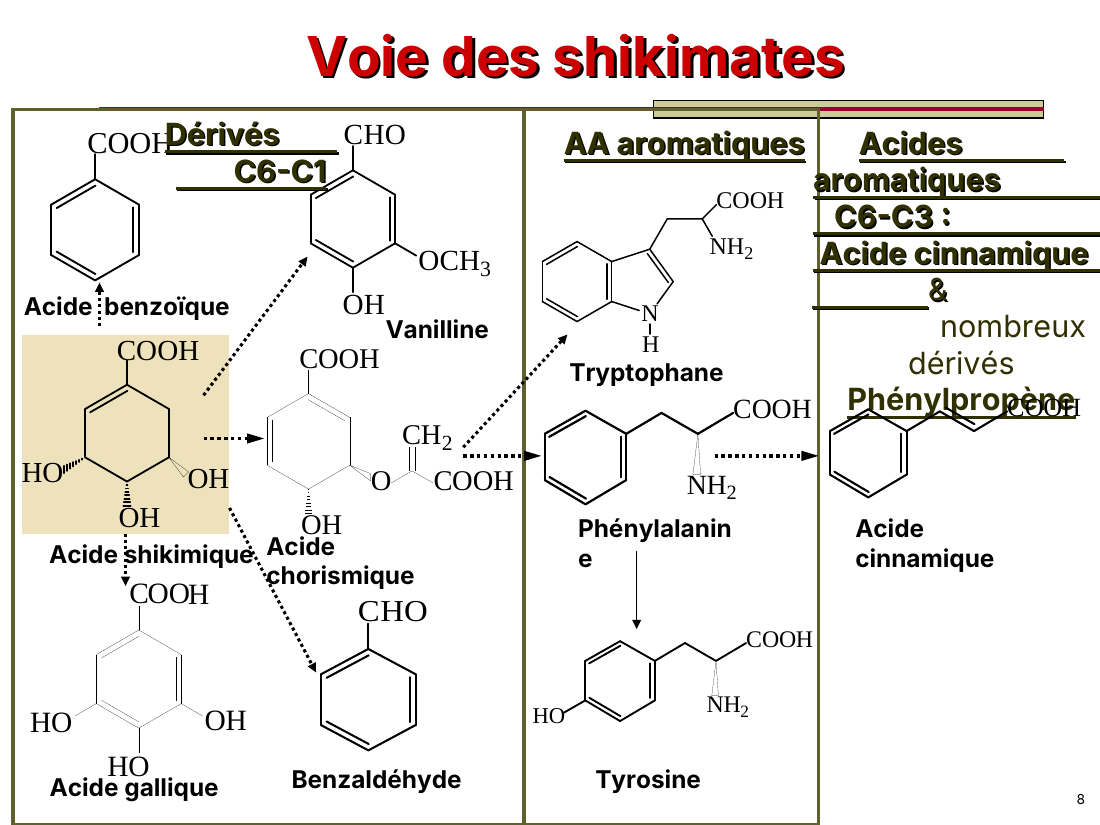 Voie des shikimates
Dérivés
C6-C1
COOH
Acide benzoïque
CHO
OCH3
OH
Vanilline
COOH
HO
OH
OH
Acide shikimique
COOH
CH2
O
COOH
OH
Acide
chorismique
COOH
HO
OH
HO
Acide gallique
CHO
Benzaldéhyde
AA aromatiques
COOH
NH2
N
H
Tryptophane
COOH
NH2
Phénylalanin
e
COOH
NH2
HO
Tyrosine
Acides
aromatiques
C6-C3 :
Acide cinnamique
&
nombreux
dérivés
Phénylpropène
COOH
Acide
cinnamique
8